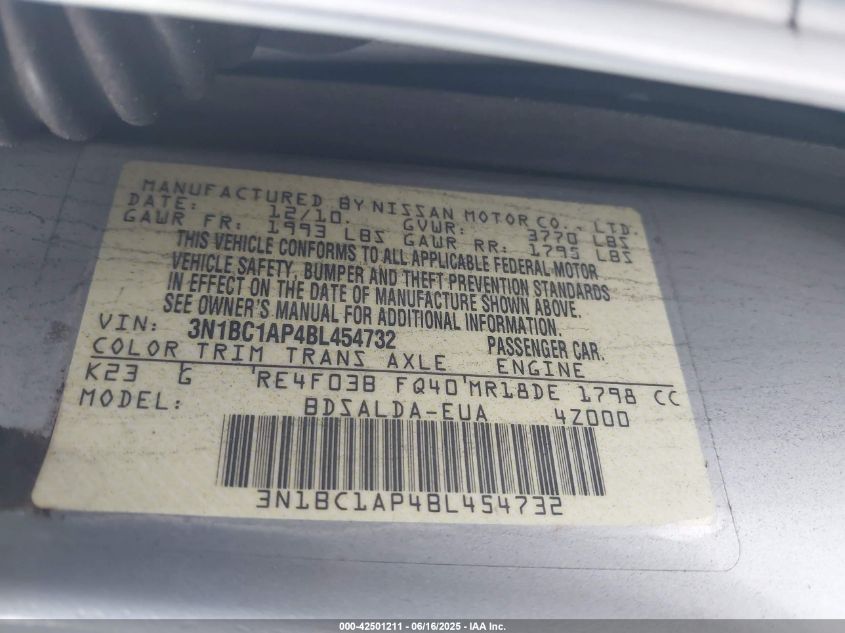 MANUFACTURED BY NISSAN MOTOR CO., LTD.
DATE: 12/10. GVWR: 3770 LBS
GAWR FR: 1993 LBS GAWR RR: 1795 LBS
THIS VEHICLE CONFORMS TO ALL APPLICABLE FEDERAL MOTOR
VEHICLE SAFETY, BUMPER AND THEFT PREVENTION STANDARDS
IN EFFECT ON THE DATE OF MANUFACTURE SHOWN ABOVE.
SEE OWNER'S MANUAL FOR ADDITIONAL INFORMATION.
VIN: 3N1BC1AP4BL454732 PASSENGER CAR.
COLOR TRIM TRANS AXLE ENGINE
K23 G RE4F03B FQ40 MR18DE 1798 CC
MODEL: BDSALDA-EUA 4Z000
3N1BC1AP4BL454732
000-42501211 - 06/16/2025 - IAA Inc.